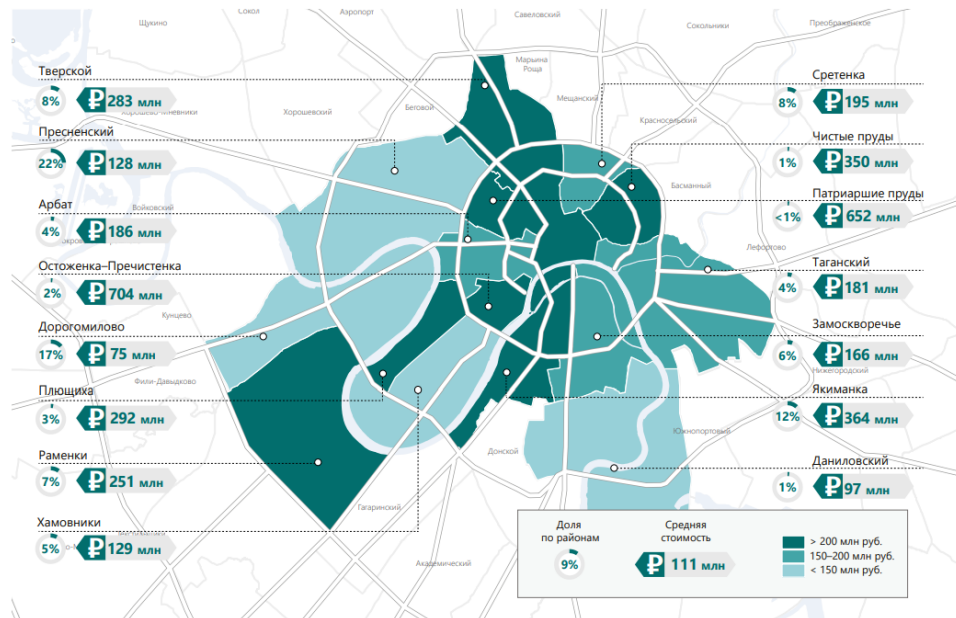 Щукино
Сокол
Аэропорт
Савеловский
Сокольники
Преображенское
Марьина
Роща
Мещанский
Красносельский
Беговой
Хорошевский
Тверской
8%
₽ 283 млн
Пресненский
22%
₽ 128 млн
Войковский
Арбат
4%
₽ 186 млн
Остоженка–Пречистенка
2%
₽ 704 млн
Кунцево
Дорогомилово
17%
₽ 75 млн
Фили-Давыдково
Плющиха
3%
₽ 292 млн
Раменки
7%
₽ 251 млн
Хамовники
5%
₽ 129 млн
Сретенка
8%
₽ 195 млн
Чистые пруды
1%
₽ 350 млн
Басманный
Патриаршие пруды
<1%
₽ 652 млн
Лефортово
Таганский
4%
₽ 181 млн
Замоскворечье
6%
₽ 166 млн
Нижегородский
Якиманка
12%
₽ 364 млн
Южнопортовый
Даниловский
1%
₽ 97 млн
Донской
Гагаринский
Академический
Доля
по районам
9%
Средняя
стоимость
₽ 111 млн
> 200 млн руб.
150–200 млн руб.
< 150 млн руб.